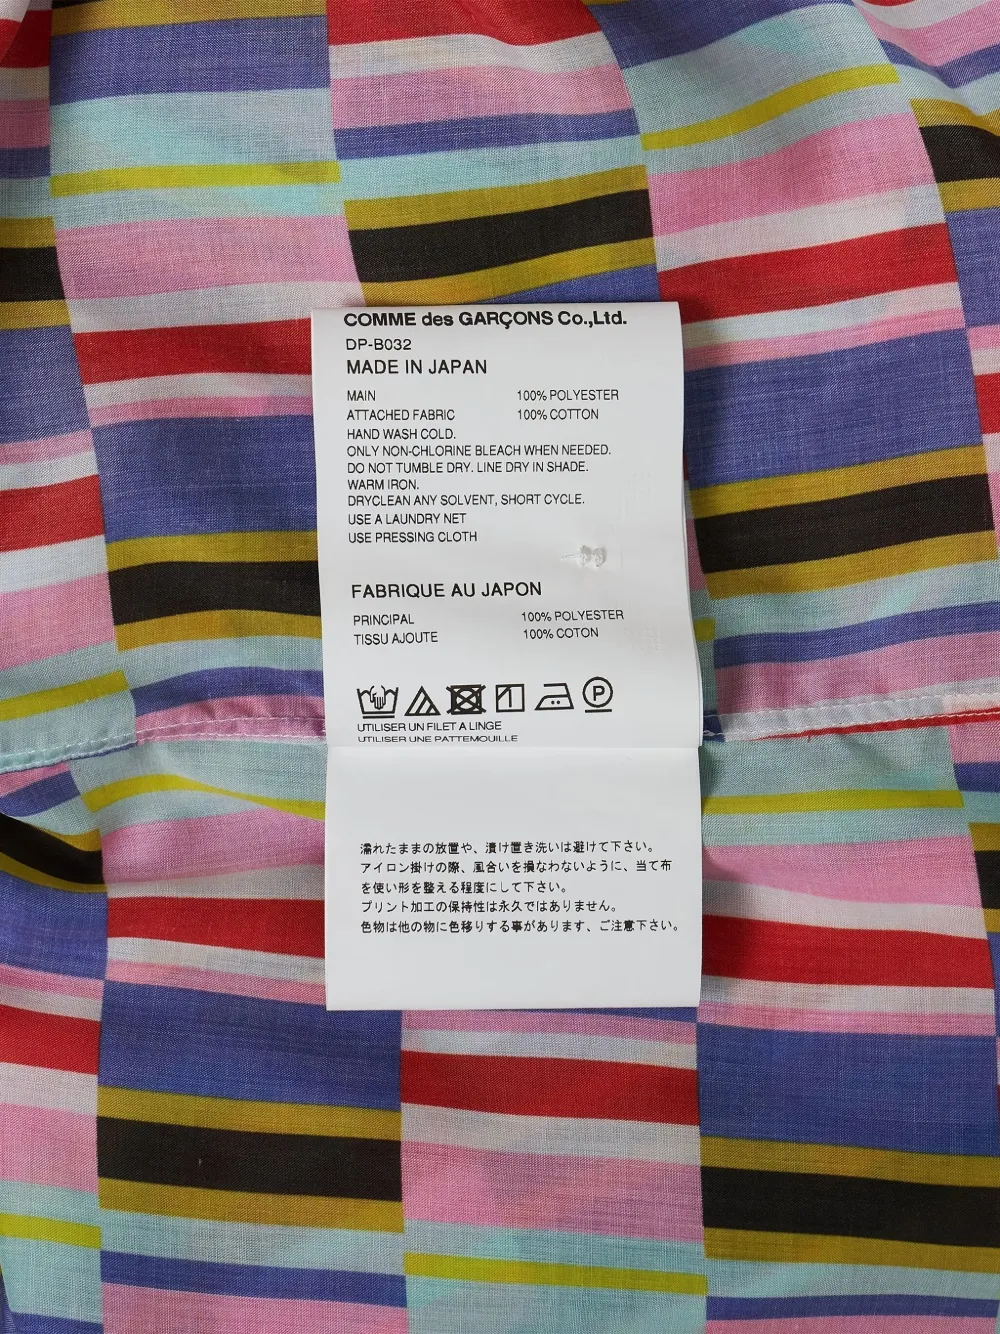 COMME des GARÇONS Co.,Ltd.
DP-B032
MADE IN JAPAN
MAIN 100% POLYESTER
ATTACHED FABRIC 100% COTTON
HAND WASH COLD.
ONLY NON-CHLORINE BLEACH WHEN NEEDED.
DO NOT TUMBLE DRY. LINE DRY IN SHADE.
WARM IRON.
DRYCLEAN ANY SOLVENT, SHORT CYCLE.
USE A LAUNDRY NET
USE PRESSING CLOTH
FABRIQUE AU JAPON
PRINCIPAL 100% POLYESTER
TISSU AJOUTE 100% COTON
P
UTILISER UN FILET A LINGE
UTILISER UNE PATTEMOUILLE
濡れたままの放置や、漬け置き洗いは避けて下さい。
アイロン掛けの際、風合いを損なわないように、当て布
を使い形を整える程度にして下さい。
プリント加工の保持性は永久ではありません。
色物は他の物に色移りする事があります、ご注意下さい。